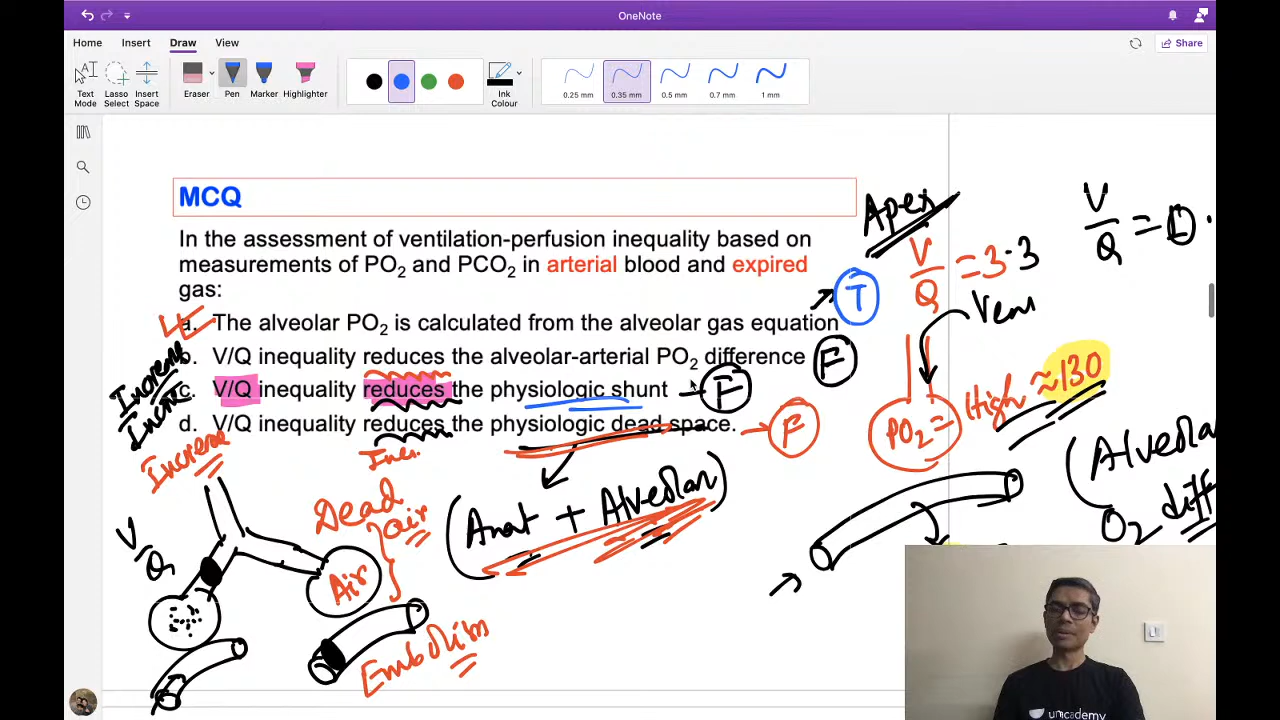 OneNote
Home Insert Draw View
Share
Text Mode
Lasso Select
Insert Space
Eraser
Pen
Marker
Highlighter
Ink Colour
0.25 mm
0.35 mm
0.5 mm
0.7 mm
1 mm
MCQ
In the assessment of ventilation-perfusion inequality based on
measurements of PO2 and PCO2 in arterial blood and expired
gas:
a. The alveolar PO2 is calculated from the alveolar gas equation
b. V/Q inequality reduces the alveolar-arterial PO2 difference
c. V/Q inequality reduces the physiologic shunt
d. V/Q inequality reduces the physiologic dead space.
T
F
F
F
Increase
Increase
Increase
Incr.
Apex
V/Q = 3.3
V/Q = 0.
PO2 = High ≈130
(Anat + Alveolar)
Dead air
Air
V/Q
Embolism
(Alveolar
O2 diff
unacademy